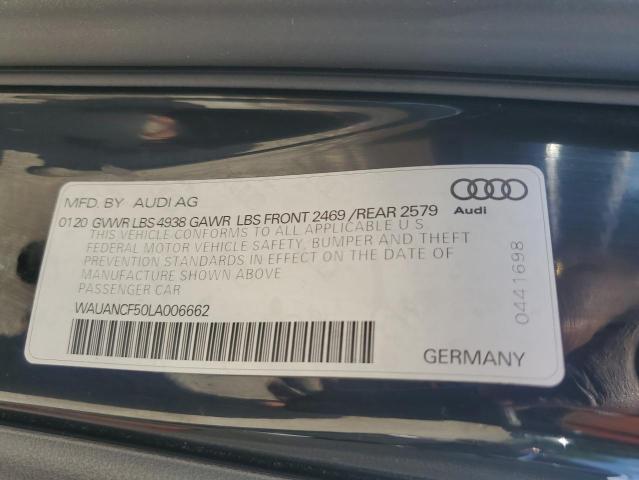 MFD. BY AUDI AG
0120 GVWR LBS 4938 GAWR LBS FRONT 2469 /REAR 2579
THIS VEHICLE CONFORMS TO ALL APPLICABLE U S
FEDERAL MOTOR VEHICLE SAFETY, BUMPER AND THEFT
PREVENTION STANDARDS IN EFFECT ON THE DATE OF
MANUFACTURE SHOWN ABOVE
PASSENGER CAR
WAUANCF50LA006662
GERMANY
Audi
0441698